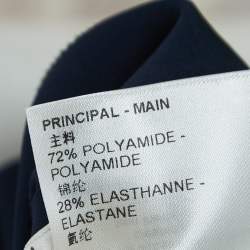 PRINCIPAL - MAIN
主料
72% POLYAMIDE -
POLYAMIDE
锦纶
28% ELASTHANNE -
ELASTANE
氨纶